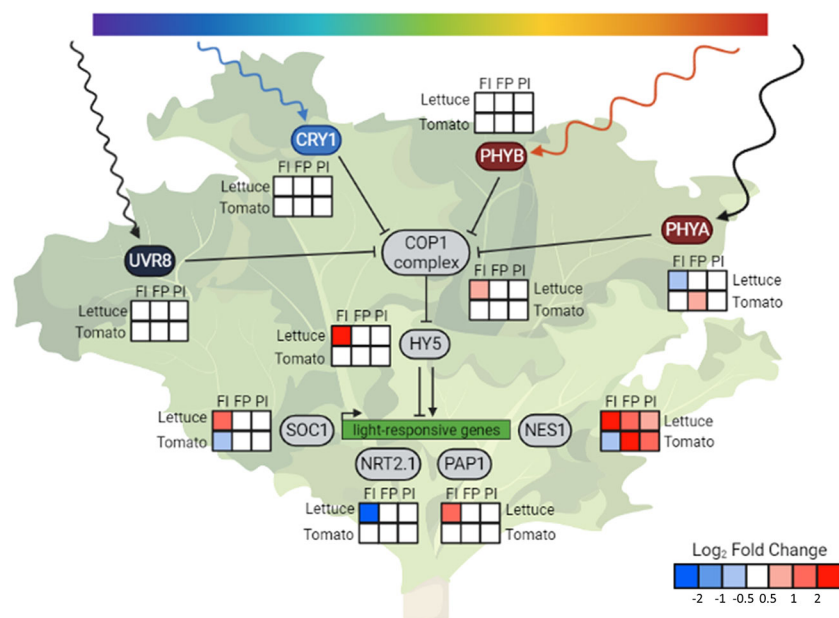 FI FP PI
Lettuce
Tomato
CRY1
FI FP PI
Lettuce
Tomato
PHYB
PHYA
FI FP PI
Lettuce
Tomato
UVR8
FI FP PI
Lettuce
Tomato
COP1
complex
FI FP PI
Lettuce
Tomato
FI FP PI
Lettuce
Tomato
HY5
FI FP PI
Lettuce
Tomato
SOC1
light-responsive genes
NES1
FI FP PI
Lettuce
Tomato
NRT2.1
PAP1
FI FP PI
Lettuce
Tomato
FI FP PI
Lettuce
Tomato
Log₂ Fold Change
-2 -1 -0.5 0.5 1 2